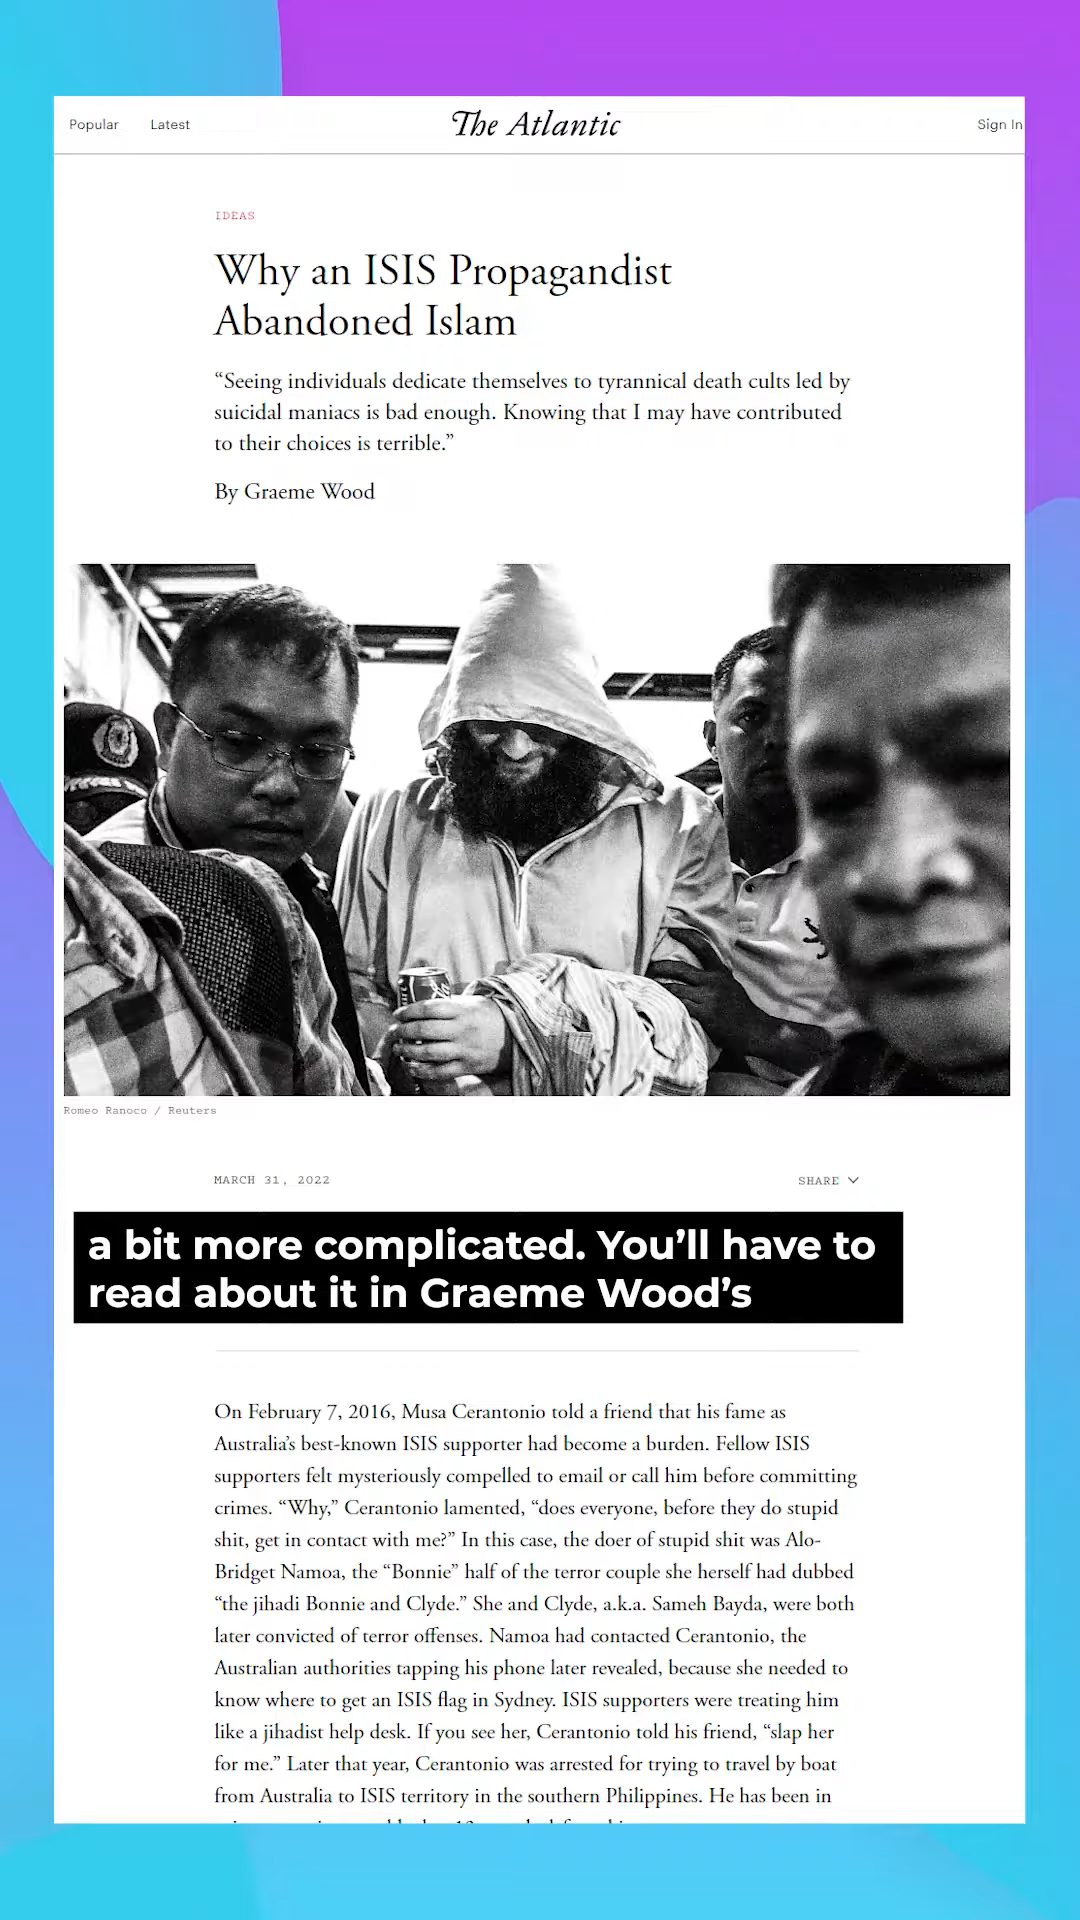 Popular Latest The Atlantic Sign In
IDEAS
Why an ISIS Propagandist
Abandoned Islam
“Seeing individuals dedicate themselves to tyrannical death cults led by
suicidal maniacs is bad enough. Knowing that I may have contributed
to their choices is terrible.”
By Graeme Wood
Romeo Ranoco / Reuters
MARCH 31, 2022 SHARE
a bit more complicated. You’ll have to
read about it in Graeme Wood’s
On February 7, 2016, Musa Cerantonio told a friend that his fame as
Australia’s best-known ISIS supporter had become a burden. Fellow ISIS
supporters felt mysteriously compelled to email or call him before committing
crimes. “Why,” Cerantonio lamented, “does everyone, before they do stupid
shit, get in contact with me?” In this case, the doer of stupid shit was Alo-
Bridget Namoa, the “Bonnie” half of the terror couple she herself had dubbed
“the jihadi Bonnie and Clyde.” She and Clyde, a.k.a. Sameh Bayda, were both
later convicted of terror offenses. Namoa had contacted Cerantonio, the
Australian authorities tapping his phone later revealed, because she needed to
know where to get an ISIS flag in Sydney. ISIS supporters were treating him
like a jihadist help desk. If you see her, Cerantonio told his friend, “slap her
for me.” Later that year, Cerantonio was arrested for trying to travel by boat
from Australia to ISIS territory in the southern Philippines. He has been in